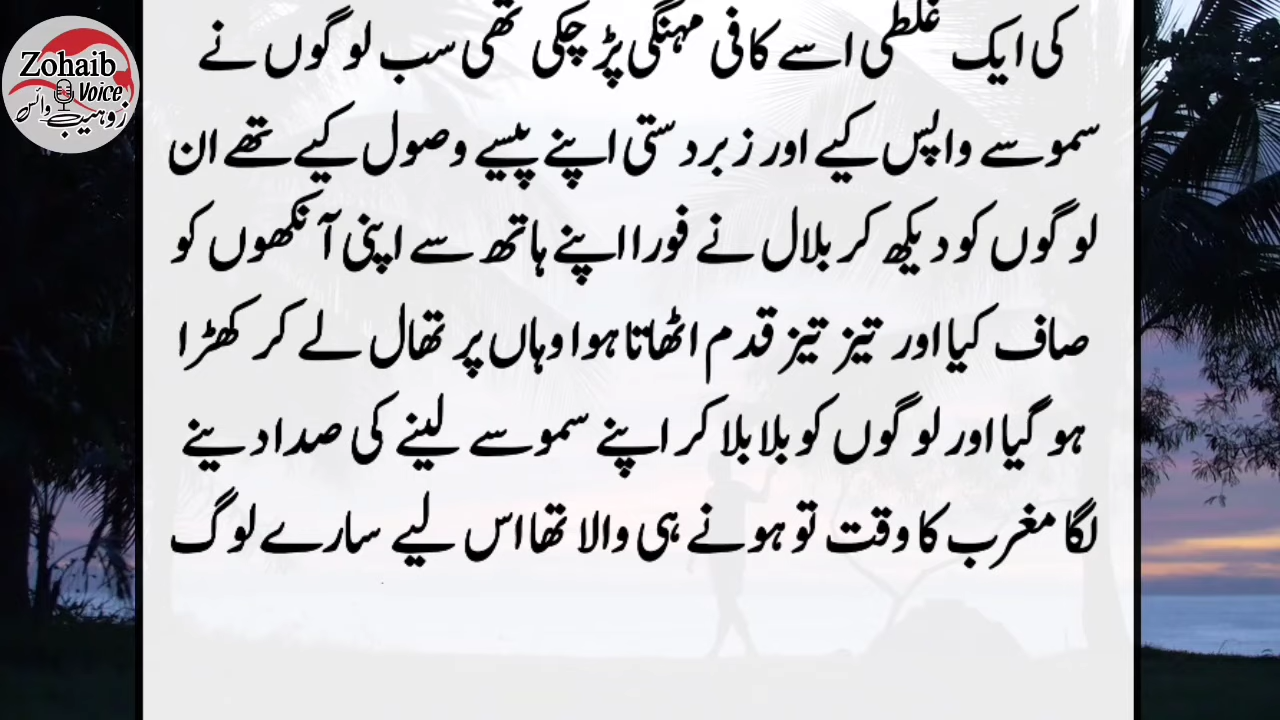 Zohaib
Voice
زوہیب وائس
کی ایک غلطی اسے کافی مہنگی پڑ چکی تھی سب لوگوں نے
سموسے واپس کیے اور زبردستی اپنے پیسے وصول کیے تھے ان
لوگوں کو دیکھ کر بلال نے فورا اپنے ہاتھ سے اپنی آنکھوں کو
صاف کیا اور تیز تیز قدم اٹھاتا ہوا وہاں پر تھال لے کر کھڑا
ہو گیا اور لوگوں کو بلا بلا کر اپنے سموسے لینے کی صدا دینے
لگا مغرب کا وقت تو ہونے ہی والا تھا اس لیے سارے لوگ